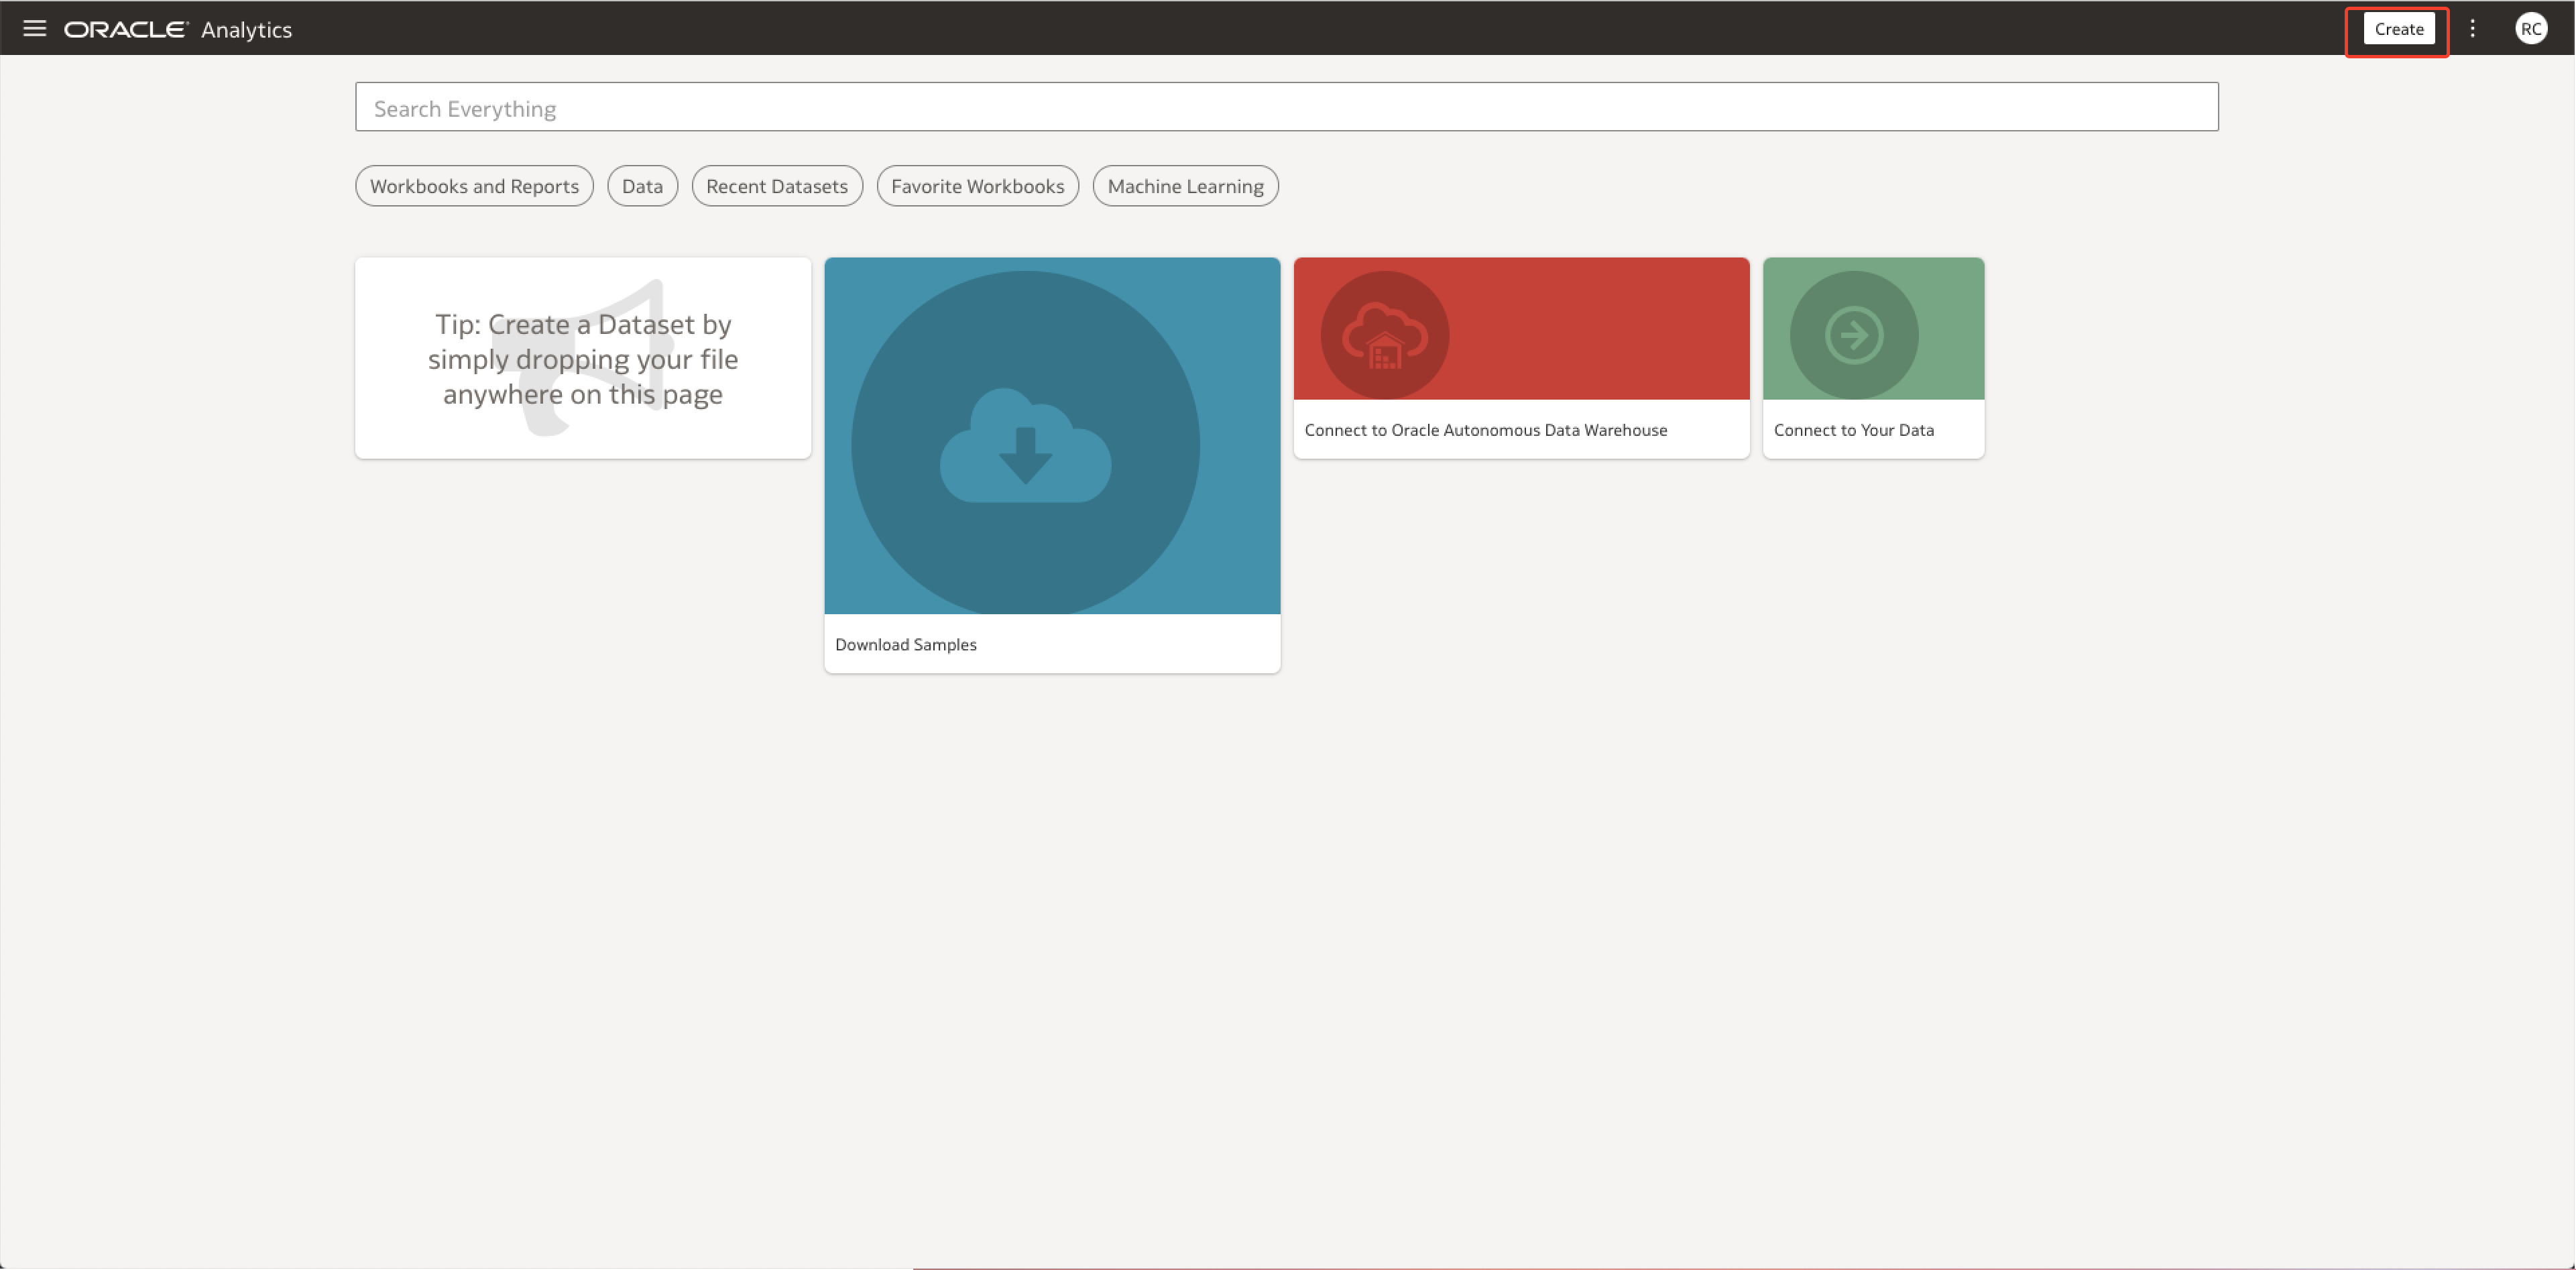 ORACLE Analytics
Create
RC
Search Everything
Workbooks and Reports
Data
Recent Datasets
Favorite Workbooks
Machine Learning
Tip: Create a Dataset by
simply dropping your file
anywhere on this page
Download Samples
Connect to Oracle Autonomous Data Warehouse
Connect to Your Data